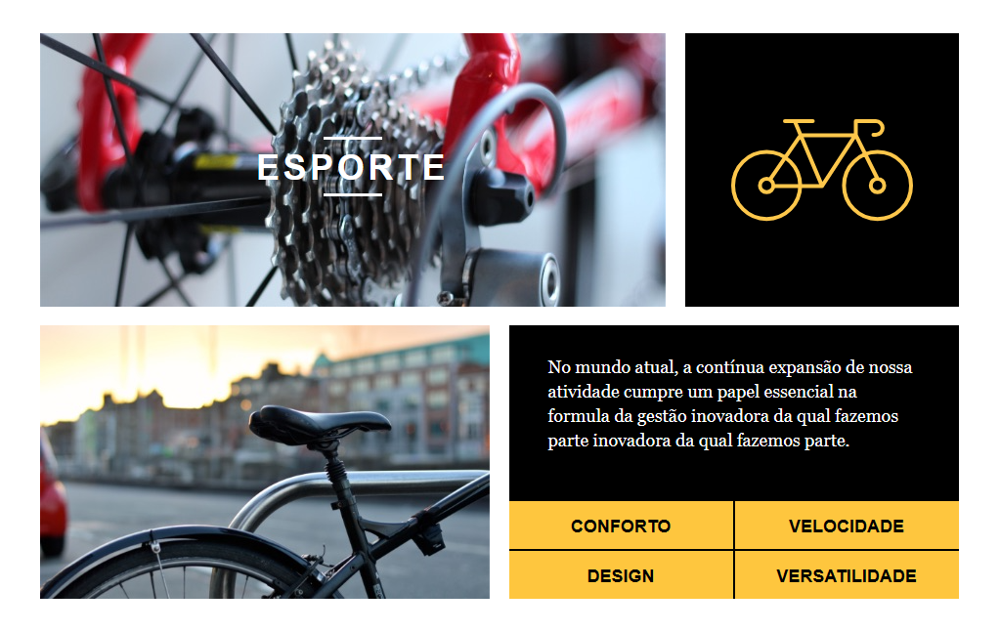 ESPORTE
No mundo atual, a contínua expansão de nossa
atividade cumpre um papel essencial na
formula da gestão inovadora da qual fazemos
parte inovadora da qual fazemos parte.
CONFORTO
VELOCIDADE
DESIGN
VERSATILIDADE